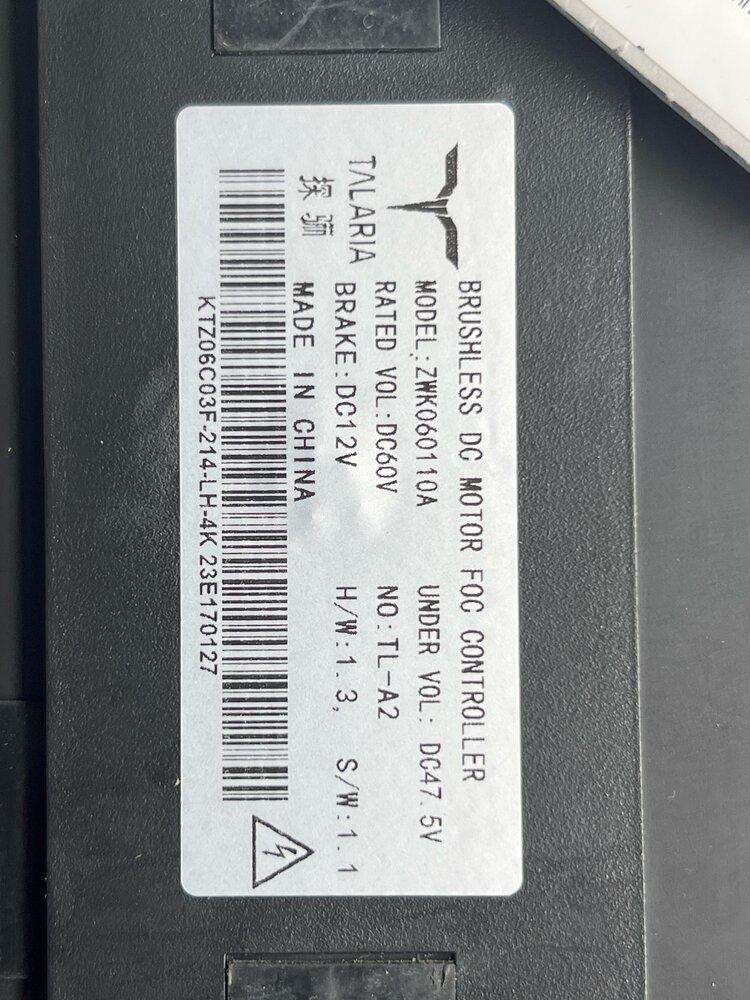 TALARIA
探骊
BRUSHLESS DC MOTOR FOC CONTROLLER
MODEL:ZWK060110A UNDER VOL: DC47.5V
RATED VOL:DC60V NO:TL-A2
BRAKE:DC12V H/W:1.3, S/W:1.1
MADE IN CHINA
KTZ06C03F-214-LH-4K 23E170127